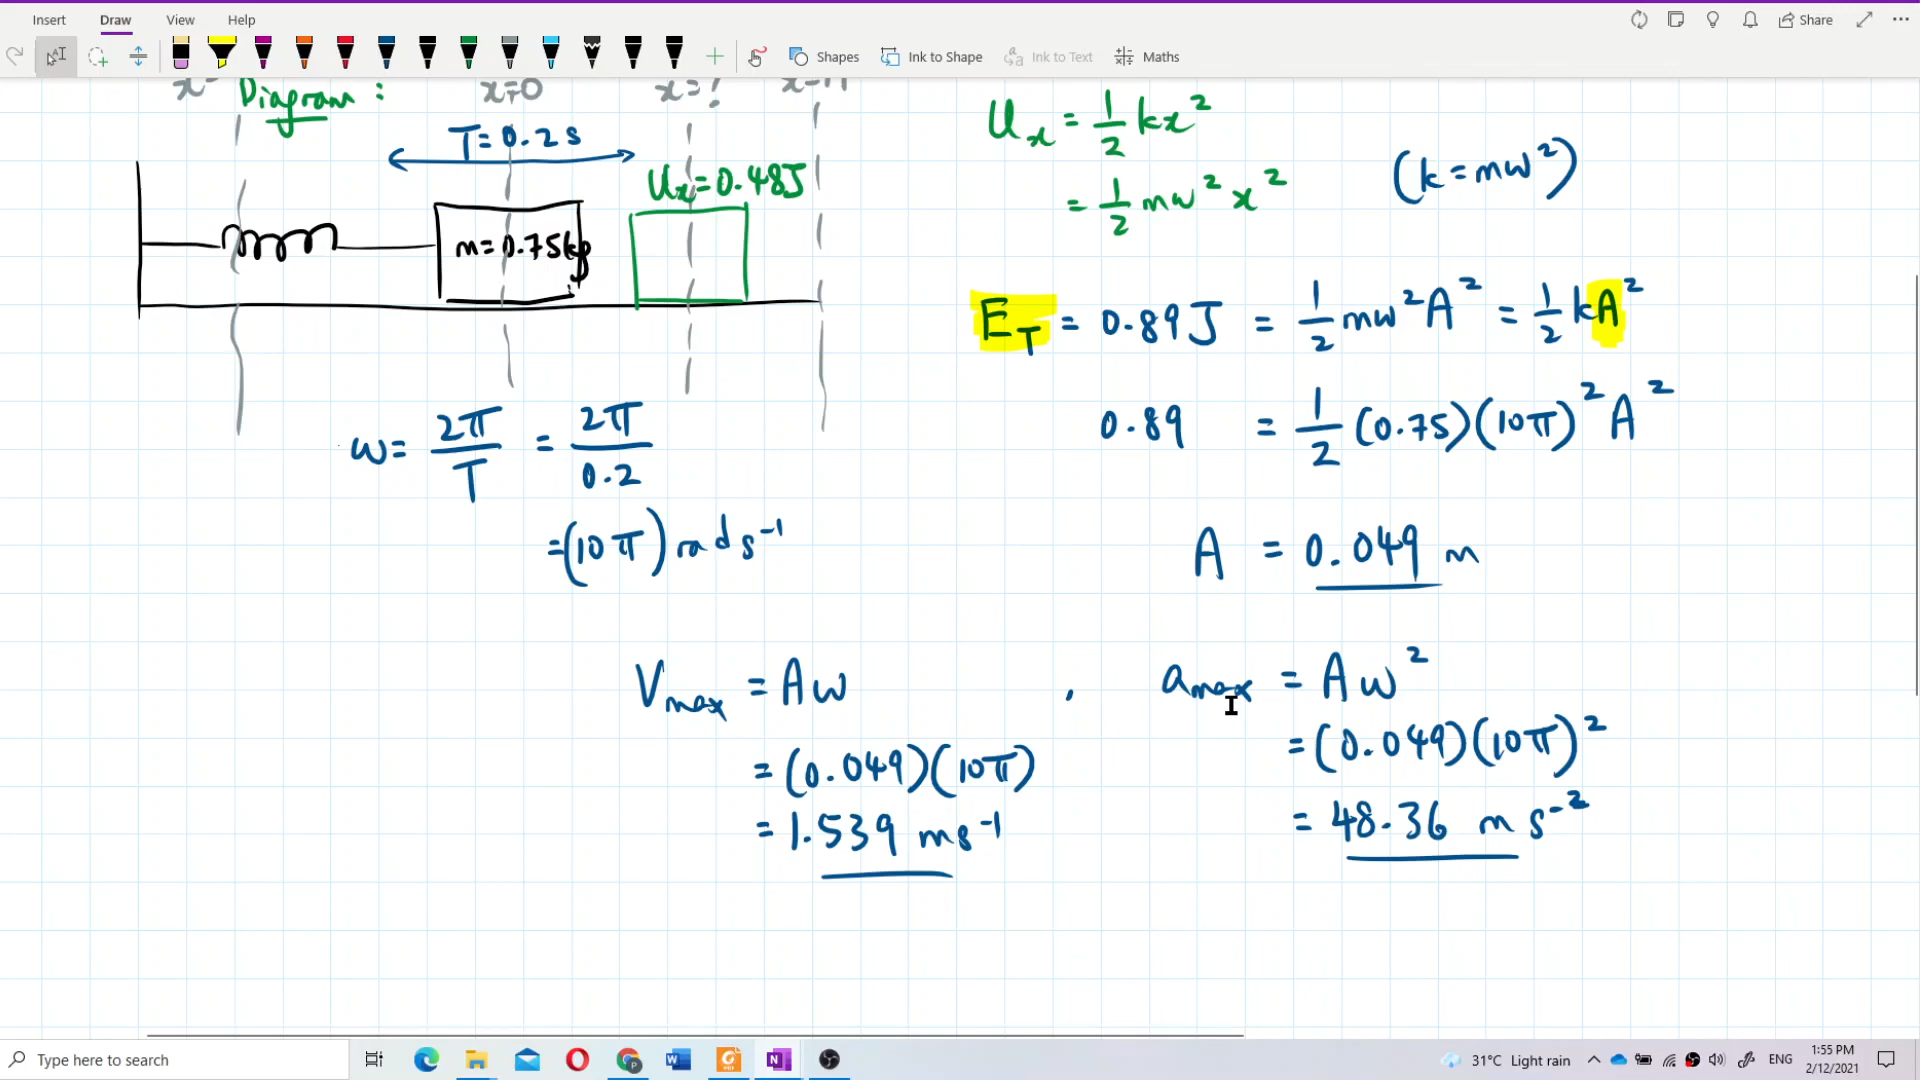 Insert Draw View Help
Share
Shapes Ink to Shape Ink to Text Maths
Diagram :
x=0 x=?
T=0.2s
Ux=0.48J
m=0.75kg
ω= 2π/T = 2π/0.2
=(10π) rad s⁻¹
Ux = 1/2 kx²
= 1/2 mω² x²
(k=mω²)
E_T = 0.89J = 1/2 mω²A² = 1/2 kA²
0.89 = 1/2 (0.75)(10π)² A²
A = 0.049 m
Vmax = Aω
= (0.049)(10π)
= 1.539 ms⁻¹
,
amax = Aω²
= (0.049)(10π)²
= 48.36 m s⁻²
Type here to search
31°C Light rain
ENG
1:55 PM
2/12/2021